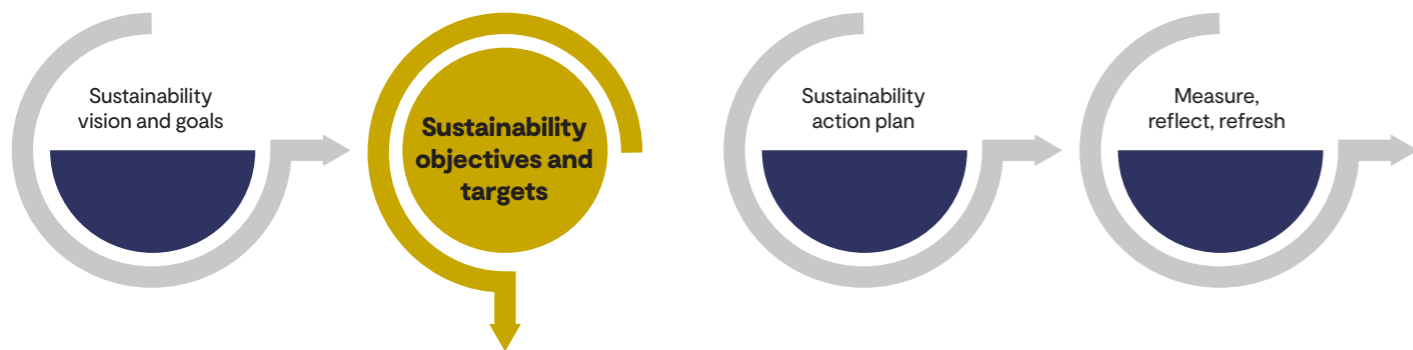 Sustainability
vision and goals
Sustainability
objectives and
targets
Sustainability
action plan
Measure,
reflect, refresh